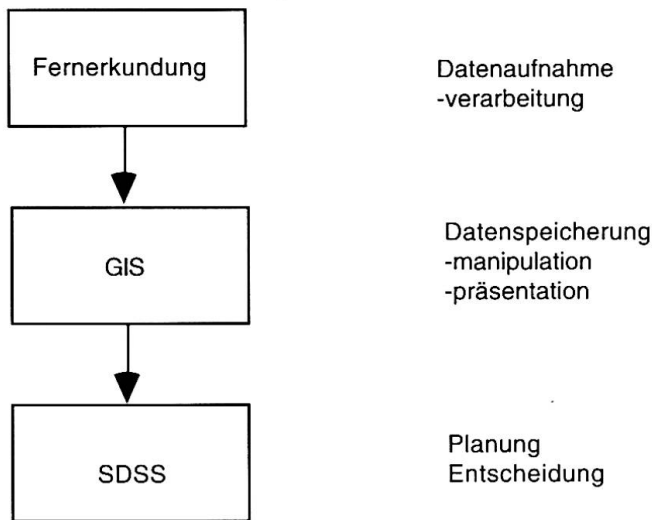 Fernerkundung
Datenaufnahme
-verarbeitung
GIS
Datenspeicherung
-manipulation
-präsentation
SDSS
Planung
Entscheidung